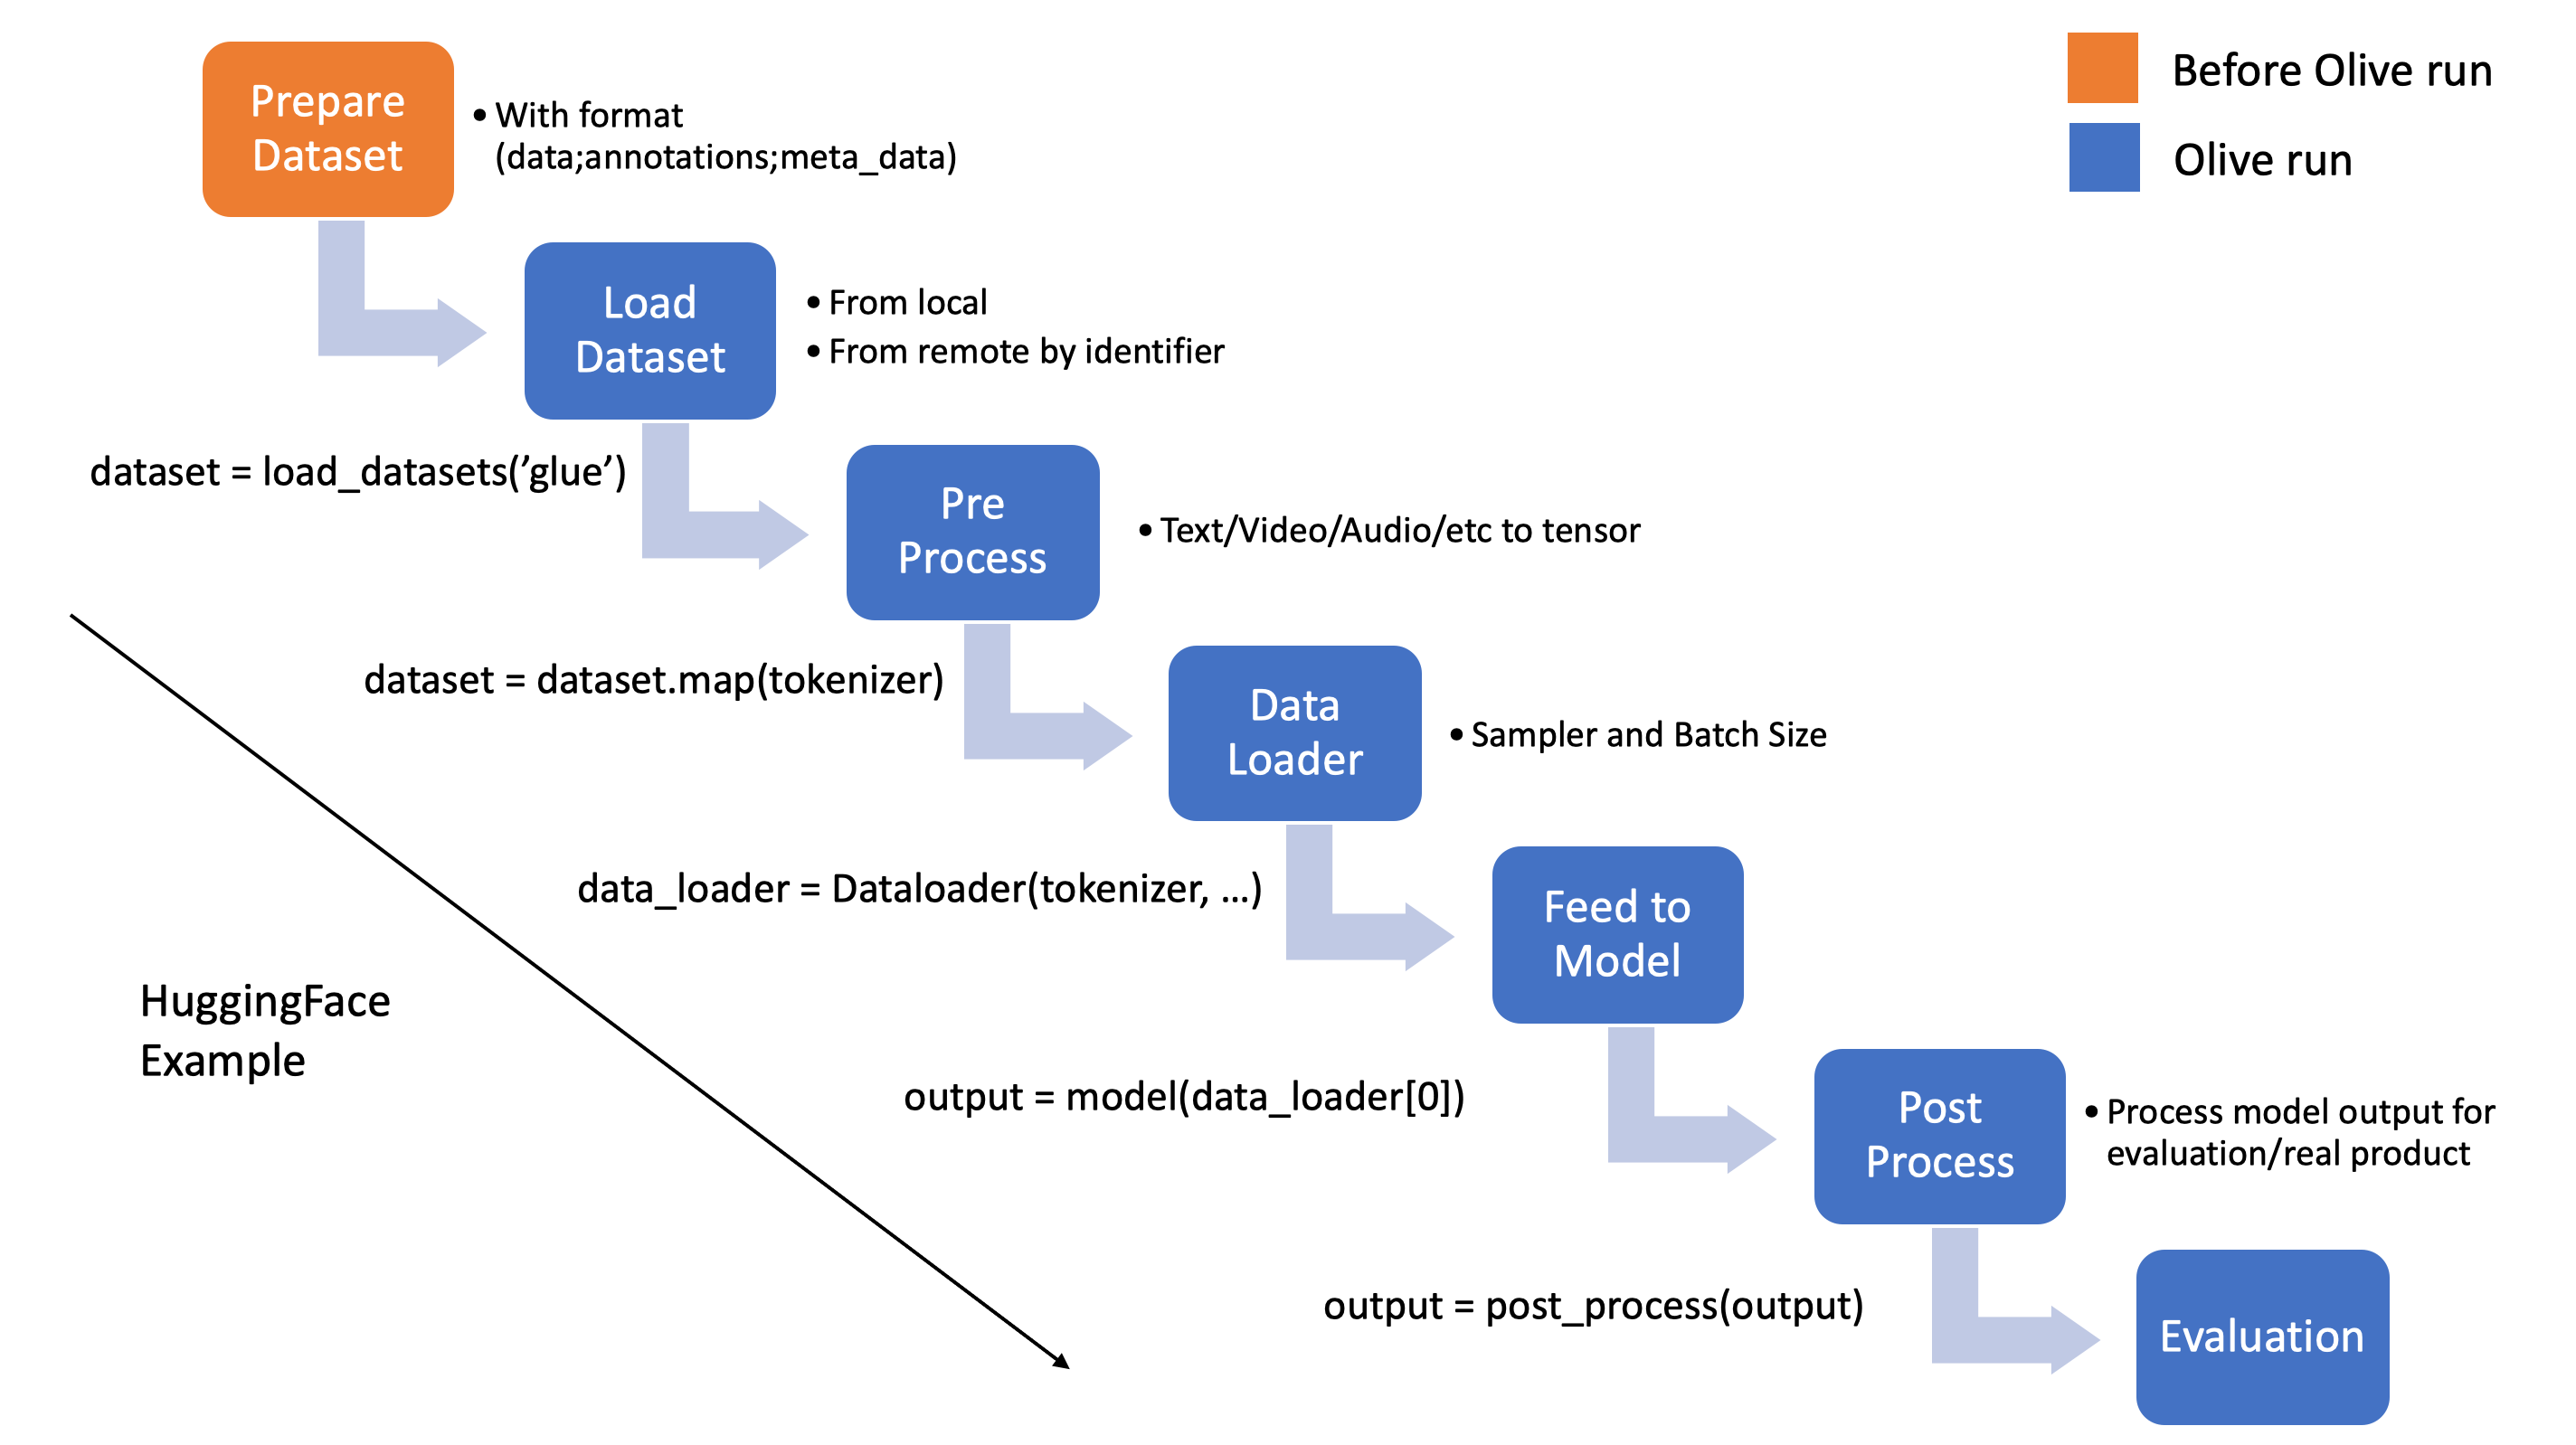 Prepare
Dataset
• With format
(data;annotations;meta_data)
Before Olive run
Olive run
Load
Dataset
• From local
• From remote by identifier
dataset = load_datasets(’glue’)
Pre
Process
• Text/Video/Audio/etc to tensor
dataset = dataset.map(tokenizer)
Data
Loader
• Sampler and Batch Size
data_loader = Dataloader(tokenizer, ...)
Feed to
Model
HuggingFace
Example
output = model(data_loader[0])
Post
Process
• Process model output for
evaluation/real product
output = post_process(output)
Evaluation